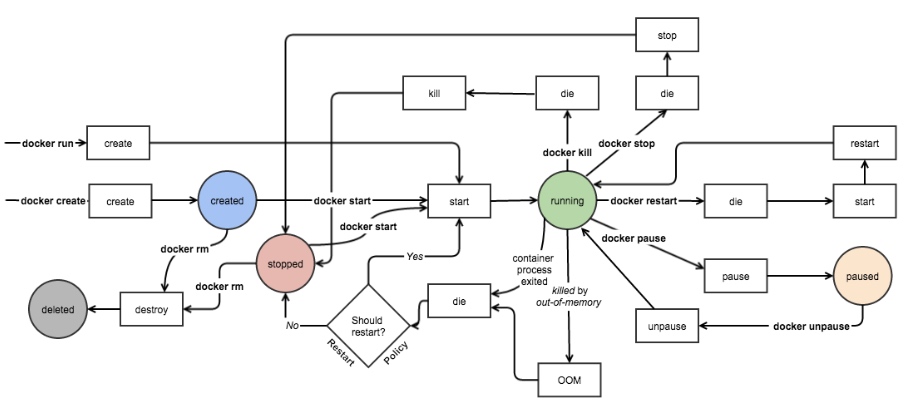 stop
kill
die
die
docker run
create
docker kill
docker stop
restart
docker create
create
created
docker start
start
running
docker restart
die
start
docker start
docker rm
docker pause
stopped
Yes
container
process
exited
pause
paused
docker rm
killed by
out-of-memory
deleted
destroy
die
Should
restart?
No
unpause
docker unpause
Restart
Policy
OOM